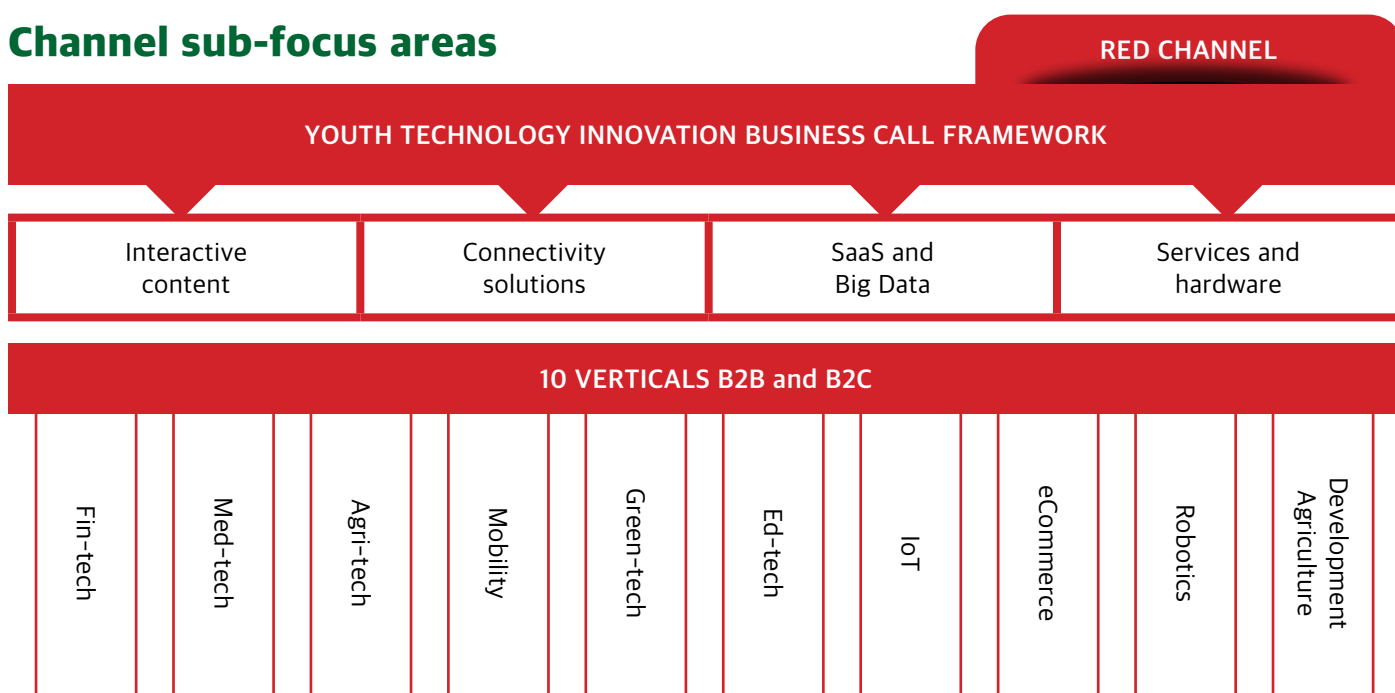 Channel sub-focus areas
RED CHANNEL
YOUTH TECHNOLOGY INNOVATION BUSINESS CALL FRAMEWORK
Interactive
content
Connectivity
solutions
SaaS and
Big Data
Services and
hardware
10 VERTICALS B2B and B2C
Fin-tech
Med-tech
Agri-tech
Mobility
Green-tech
Ed-tech
IoT
eCommerce
Robotics
Development
Agriculture